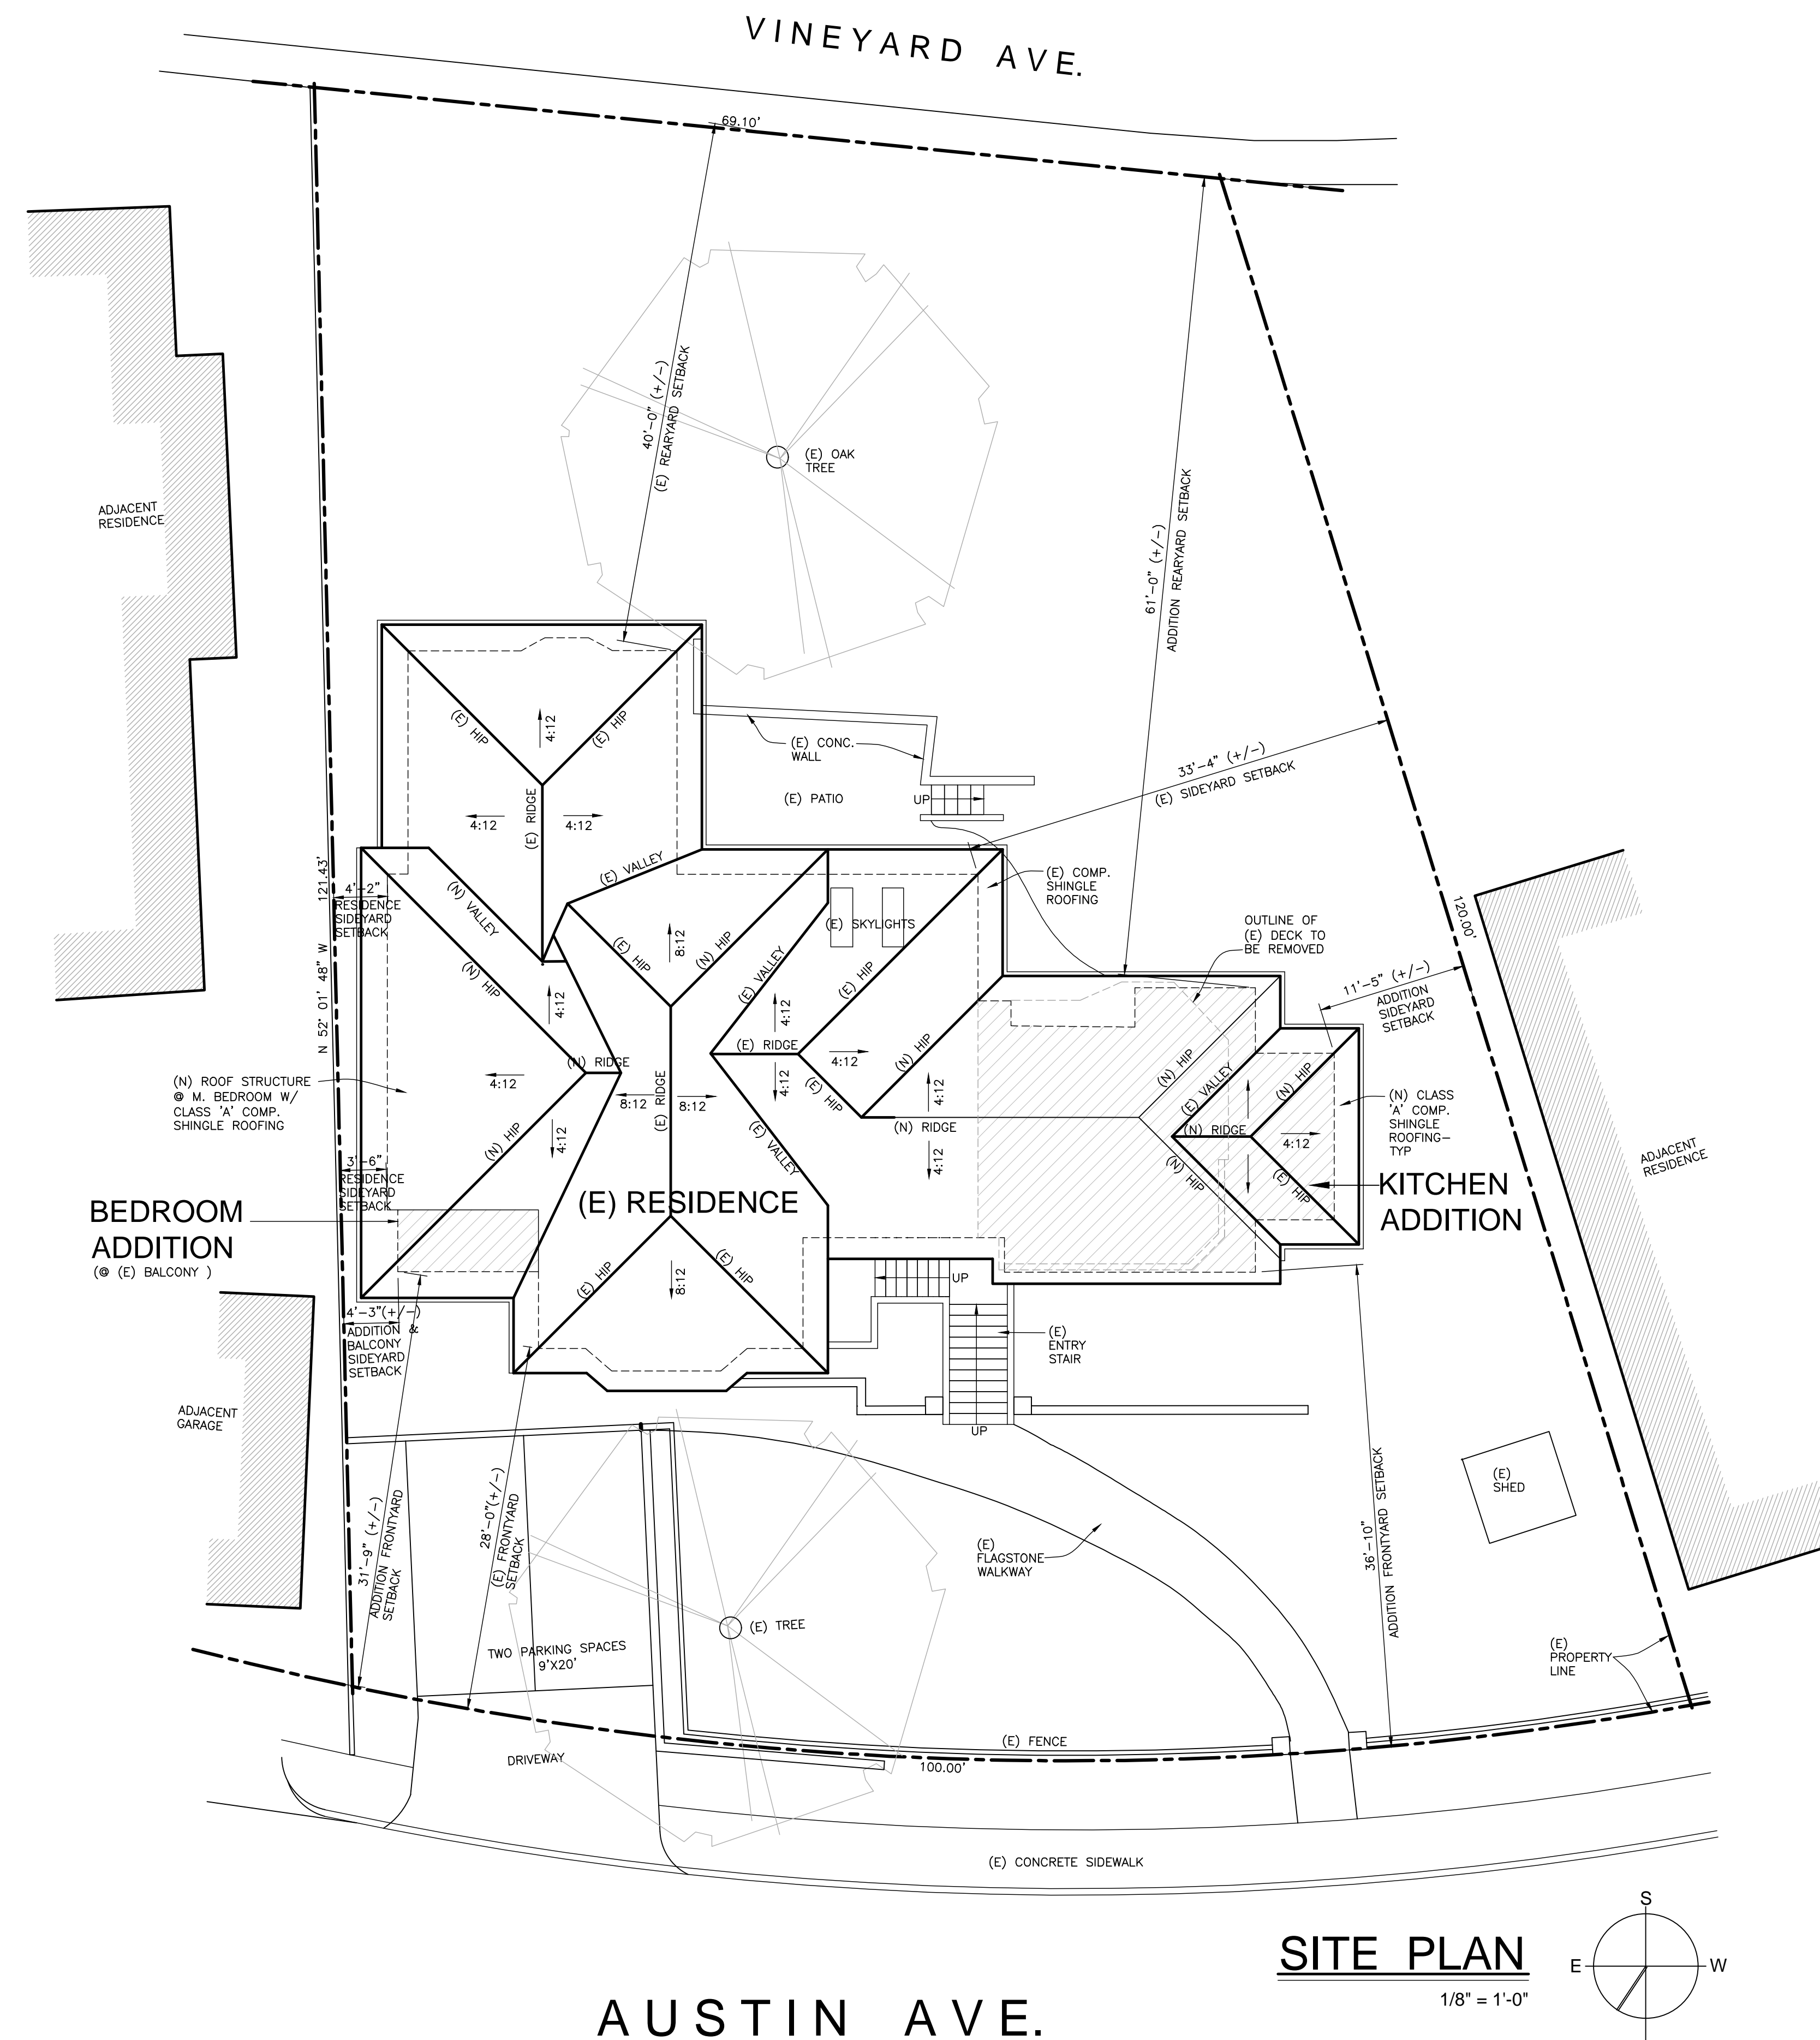 VINEYARD AVE.
69.10'
40'-0" (+/-)
(E) REARYARD SETBACK
(E) OAK
TREE
61'-0" (+/-)
ADDITION REARYARD SETBACK
ADJACENT
RESIDENCE
(E) HIP
4:12
(E) HIP
(E) CONC.
WALL
(E) PATIO
UP
33'-4" (+/-)
(E) SIDEYARD SETBACK
4:12
(E) RIDGE
4:12
121.43'
N 52° 01' 48" W
4'-2"
RESIDENCE
SIDEYARD
SETBACK
(N) VALLEY
(E) VALLEY
(E) COMP.
SHINGLE
ROOFING
(E) SKYLIGHTS
OUTLINE OF
(E) DECK TO
BE REMOVED
120.00'
11'-5" (+/-)
ADDITION
SIDEYARD
SETBACK
(N) HIP
(E) HIP
8:12
(N) HIP
(E) VALLEY
(E) HIP
4:12
4:12
(E) RIDGE
4:12
(N) HIP
(N) HIP
(E) VALLEY
(N) HIP
(N) ROOF STRUCTURE
@ M. BEDROOM W/
CLASS 'A' COMP.
SHINGLE ROOFING
4:12
(N) RIDGE
8:12
(E) RIDGE
8:12
4:12
(E) HIP
4:12
(N) RIDGE
4:12
(N) RIDGE
4:12
(N) CLASS
'A' COMP.
SHINGLE
ROOFING-
TYP
ADJACENT
RESIDENCE
(N) HIP
4:12
(E) VALLEY
(N) HIP
(E) HIP
3'-6"
RESIDENCE
SIDEYARD
SETBACK
BEDROOM
ADDITION
(@ (E) BALCONY )
(E) RESIDENCE
KITCHEN
ADDITION
(E) HIP
8:12
(E) HIP
UP
4'-3"(+/-)
ADDITION &
BALCONY
SIDEYARD
SETBACK
(E)
ENTRY
STAIR
UP
ADJACENT
GARAGE
31'-9" (+/-)
ADDITION FRONTYARD
SETBACK
28'-0"(+/-)
(E) FRONTYARD
SETBACK
(E)
FLAGSTONE
WALKWAY
36'-10"
ADDITION FRONTYARD SETBACK
(E)
SHED
TWO PARKING SPACES
9'X20'
(E) TREE
(E)
PROPERTY
LINE
DRIVEWAY
(E) FENCE
100.00'
(E) CONCRETE SIDEWALK
SITE PLAN
1/8" = 1'-0"
S
E
W
AUSTIN AVE.